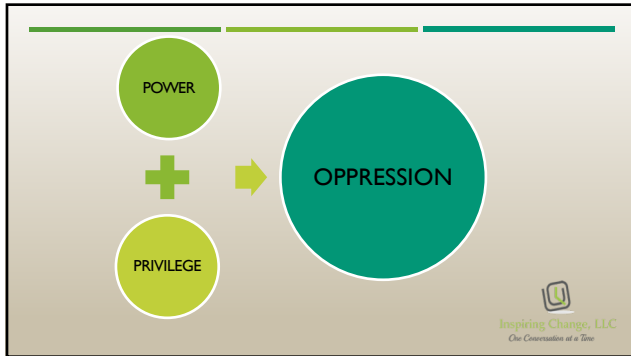 POWER
PRIVILEGE
OPPRESSION
Inspiring Change, LLC
One Conversation at a Time